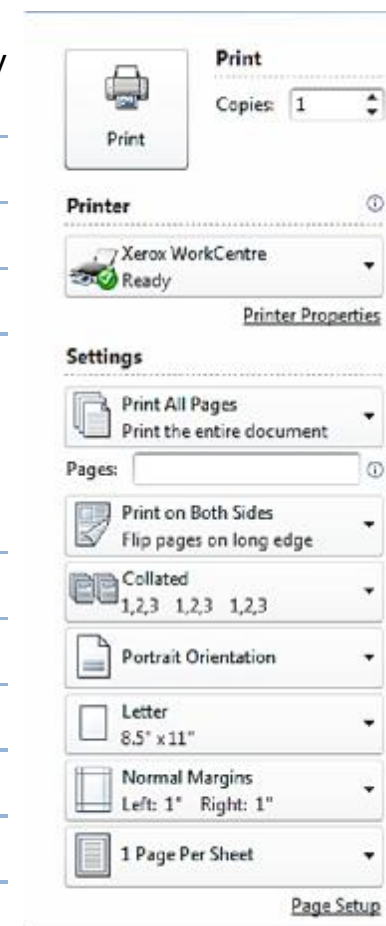 y
Print
Copies: 1
Print
Printer
Xerox WorkCentre
Ready
Printer Properties
Settings
Print All Pages
Print the entire document
Pages:
Print on Both Sides
Flip pages on long edge
Collated
1,2,3 1,2,3 1,2,3
Portrait Orientation
Letter
8.5" x 11"
Normal Margins
Left: 1" Right: 1"
1 Page Per Sheet
Page Setup